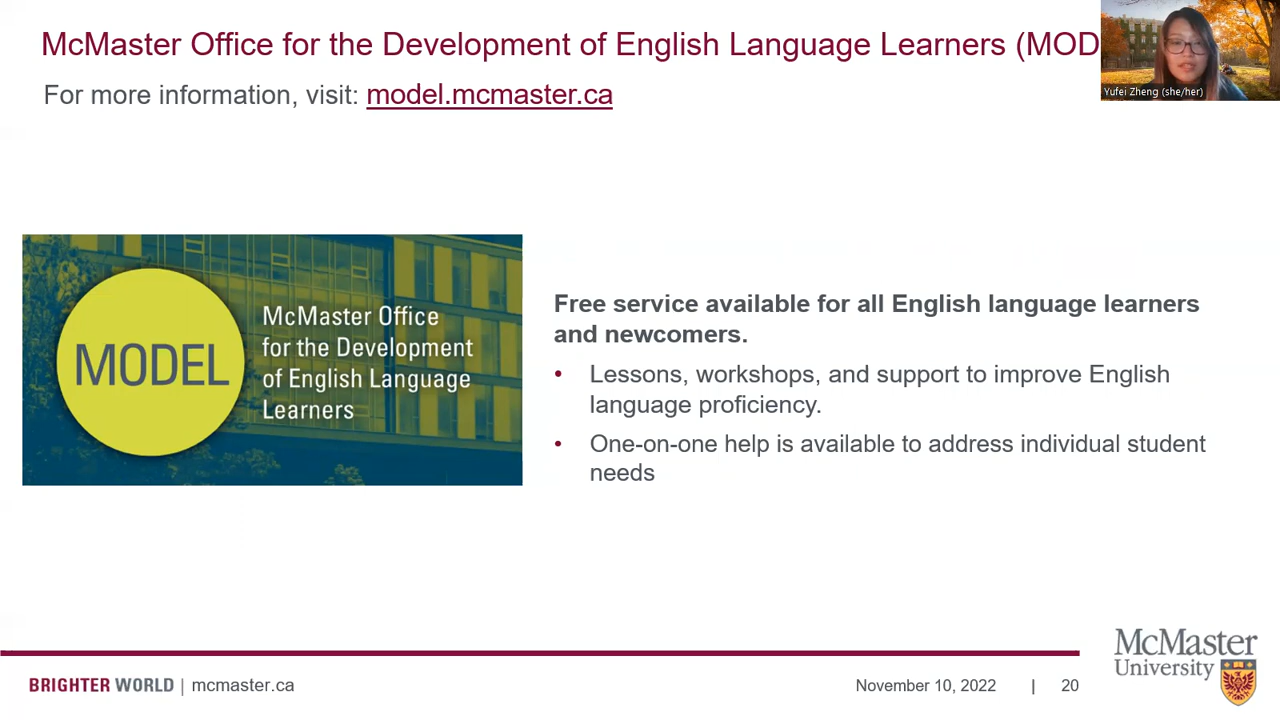 McMaster Office for the Development of English Language Learners (MOD
Yufei Zheng (she/her)
For more information, visit: model.mcmaster.ca
MODEL
McMaster Office
for the Development
of English Language
Learners
Free service available for all English language learners
and newcomers.
• Lessons, workshops, and support to improve English
language proficiency.
• One-on-one help is available to address individual student
needs
BRIGHTER WORLD | mcmaster.ca
November 10, 2022 | 20
McMaster
University